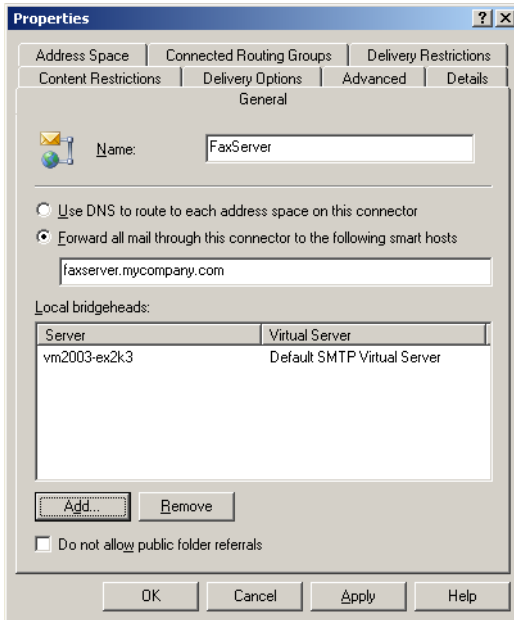 Properties
Address Space Connected Routing Groups Delivery Restrictions
Content Restrictions Delivery Options Advanced Details
General
Name: FaxServer
Use DNS to route to each address space on this connector
Forward all mail through this connector to the following smart hosts
faxserver.mycompany.com
Local bridgeheads:
Server Virtual Server
vm2003-ex2k3 Default SMTP Virtual Server
Add... Remove
Do not allow public folder referrals
OK Cancel Apply Help